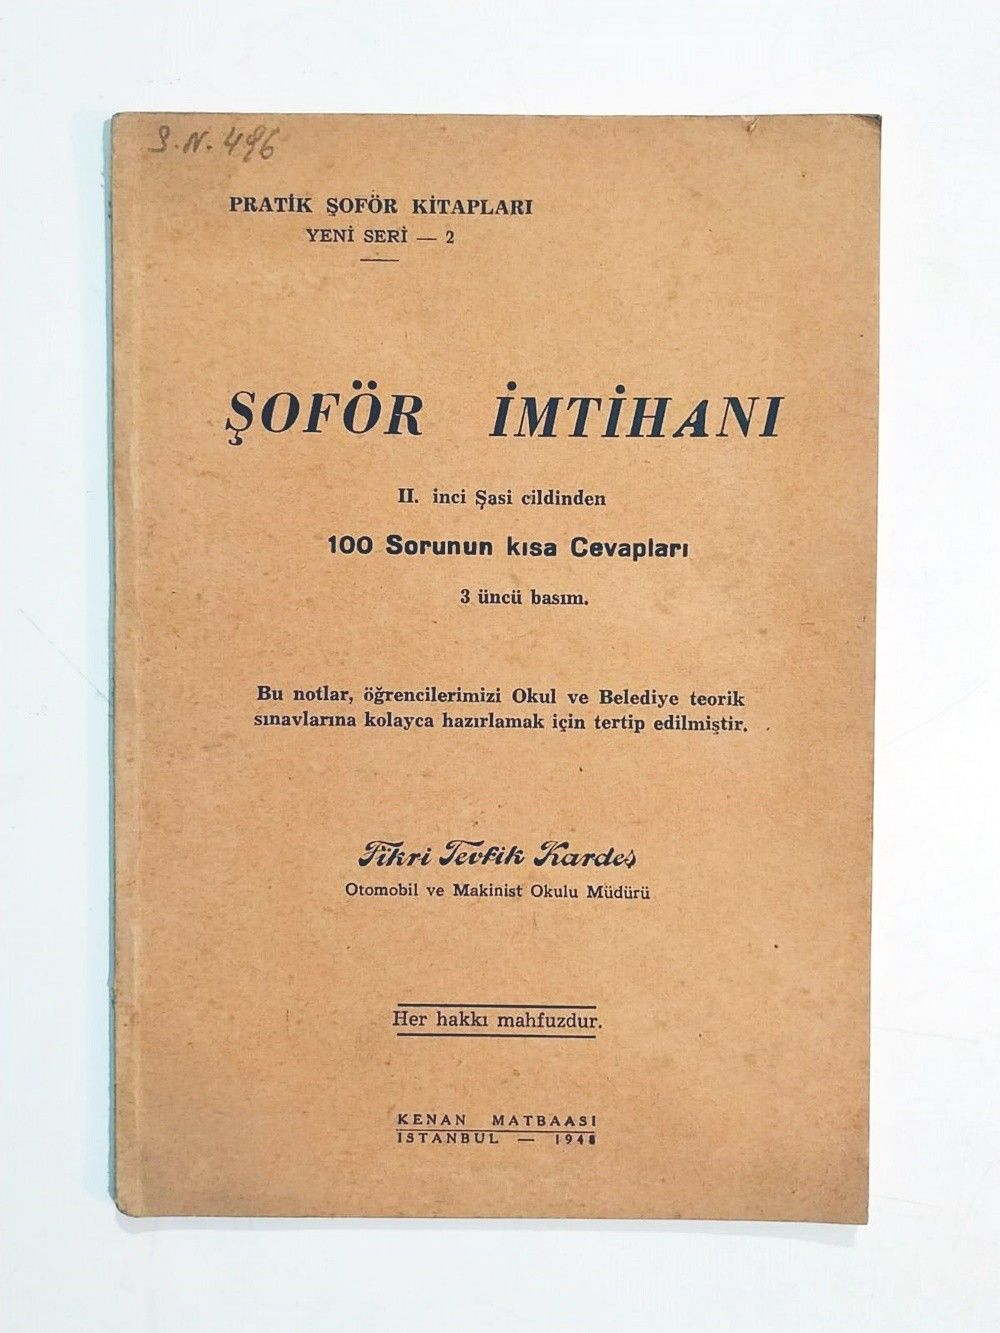 S.N. 496
PRATİK ŞOFÖR KİTAPLARI
YENİ SERİ — 2
ŞOFÖR İMTİHANI
II. inci Şasi cildinden
100 Sorunun kısa Cevapları
3 üncü basım.
Bu notlar, öğrencilerimizi Okul ve Belediye teorik
sınavlarına kolayca hazırlamak için tertip edilmiştir.
Fikri Tevfik Kardeş
Otomobil ve Makinist Okulu Müdürü
Her hakkı mahfuzdur.
KENAN MATBAASI
İSTANBUL — 1948